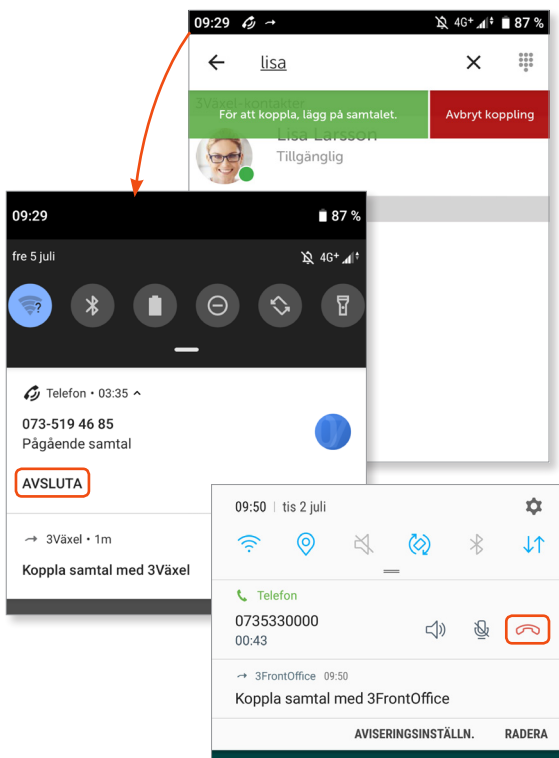 09:29 4G+ 87 %
lisa
3Växel-kontakter
För att koppla, lägg på samtalet. Avbryt koppling
Lisa Larsson
Tillgänglig
09:29 87 %
fre 5 juli 4G+
?
Telefon • 03:35
073-519 46 85
Pågående samtal
AVSLUTA
3Växel • 1m
Koppla samtal med 3Växel
09:50 | tis 2 juli
Telefon
0735330000
00:43
3FrontOffice 09:50
Koppla samtal med 3FrontOffice
AVISERINGSINSTÄLLN. RADERA